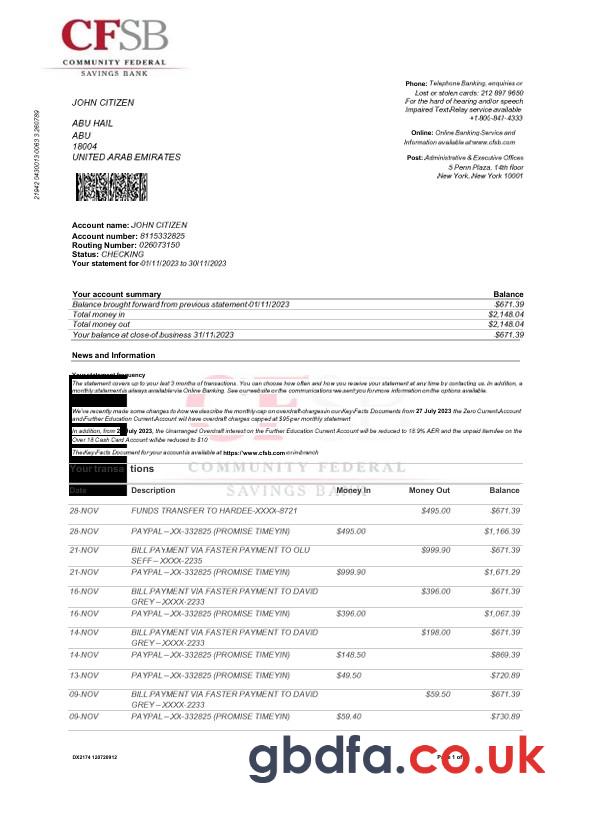 CFSB
COMMUNITY FEDERAL
SAVINGS BANK
Phone: Telephone Banking, enquiries or
Lost or stolen cards: 212 897 9650
For the hard of hearing and/or speech
Impaired Text Relay service available
+1-800-841-4333
Online: Online Banking Service and
Information available at www.cfsb.com
Post: Administrative & Executive Offices
5 Penn Plaza, 14th floor
New York, New York 10001
JOHN CITIZEN
ABU HAIL
ABU
18004
UNITED ARAB EMIRATES
21942 0430013 0063 3 260789
Account name: JOHN CITIZEN
Account number: 8115332825
Routing Number: 026073150
Status: CHECKING
Your statement for 01/11/2023 to 30/11/2023
Your account summary Balance
Balance brought forward from previous statement 01/11/2023 $671.39
Total money in $2,148.04
Total money out $2,148.04
Your balance at close of business 31/11/2023 $671.39
News and Information
Your statement frequency
The statement covers up to your last 3 months of transactions. You can choose how often and how you receive your statement at any time by contacting us. In addition, a
monthly statement is always available via Online Banking. See our website or the communications we sent you for more information on the options available.
We've recently made some changes to how we describe the monthly cap on overdraft charges in our Key Facts Documents from 27 July 2023 the Zero Current Account
and Further Education Current Account will have overdraft charges capped at $95 per monthly statement
In addition, from 2 July 2023, the Unarranged Overdraft interest on the Further Education Current Account will be reduced to 18.9% AER and the unpaid item fee on the
Over 18 Cash Card Account will be reduced to $10
The Key Facts Document for your accounts available at https://www.cfsb.com or in branch
Your transactions
CFSB
COMMUNITY FEDERAL
SAVINGS BANK
Date Description Money In Money Out Balance
28-NOV FUNDS TRANSFER TO HARDEE-XXXX-8721 $495.00 $671.39
28-NOV PAYPAL – XX-332825 (PROMISE TIMEYIN) $495.00 $1,166.39
21-NOV BILL PAYMENT VIA FASTER PAYMENT TO OLU $999.90 $671.39
SEFF – XXXX-2235
21-NOV PAYPAL – XX-332825 (PROMISE TIMEYIN) $999.90 $1,671.29
16-NOV BILL PAYMENT VIA FASTER PAYMENT TO DAVID $396.00 $671.39
GREY – XXXX-2233
16-NOV PAYPAL – XX-332825 (PROMISE TIMEYIN) $396.00 $1,067.39
14-NOV BILL PAYMENT VIA FASTER PAYMENT TO DAVID $198.00 $671.39
GREY – XXXX-2233
14-NOV PAYPAL – XX-332825 (PROMISE TIMEYIN) $148.50 $869.39
13-NOV PAYPAL – XX-332825 (PROMISE TIMEYIN) $49.50 $720.89
09-NOV BILL PAYMENT VIA FASTER PAYMENT TO DAVID $59.50 $671.39
GREY – XXXX-2233
09-NOV PAYPAL – XX-332825 (PROMISE TIMEYIN) $59.40 $730.89
DX2174 120720912
gbdfa.co.uk